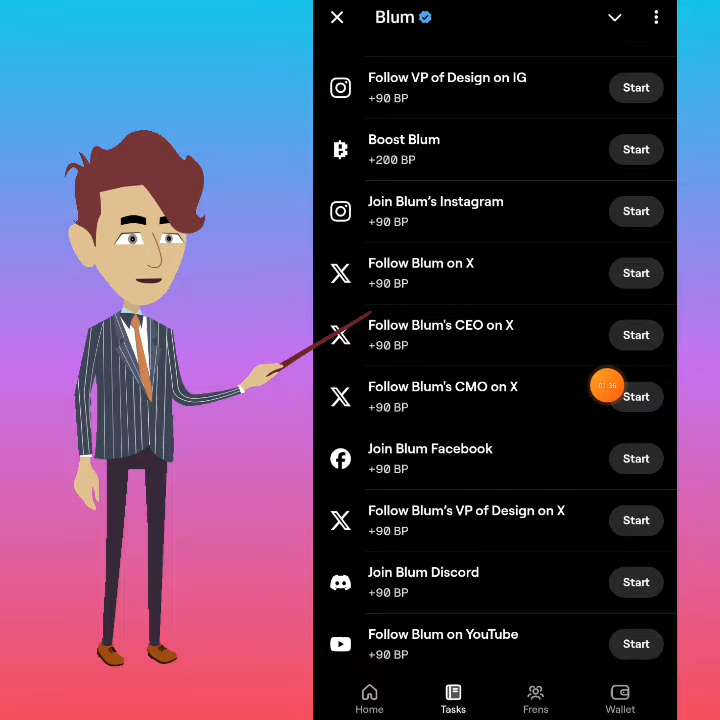 Blum
Follow VP of Design on IG
+90 BP
Start
Boost Blum
+200 BP
Start
Join Blum's Instagram
+90 BP
Start
Follow Blum on X
+90 BP
Start
Follow Blum's CEO on X
+90 BP
Start
Follow Blum's CMO on X
+90 BP
01:36
Start
Join Blum Facebook
+90 BP
Start
Follow Blum's VP of Design on X
+90 BP
Start
Join Blum Discord
+90 BP
Start
Follow Blum on YouTube
+90 BP
Start
Home
Tasks
Frens
Wallet